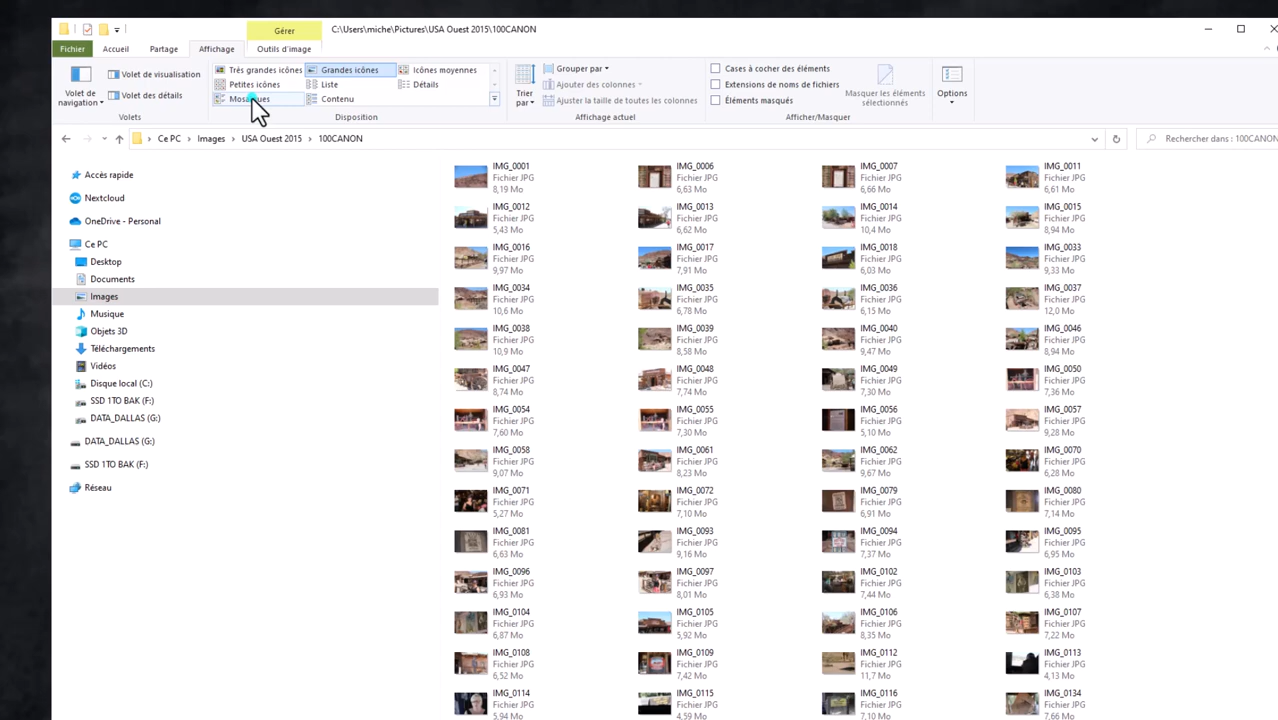 Gérer
C:\Users\miche\Pictures\USA Ouest 2015\100CANON
Fichier
Accueil
Partage
Affichage
Outils d'image
Volet de navigation
Volet de visualisation
Volet des détails
Volets
Très grandes icônes
Grandes icônes
Icônes moyennes
Petites icônes
Liste
Détails
Mosaïques
Contenu
Disposition
Trier par
Grouper par
Ajouter des colonnes
Ajuster la taille de toutes les colonnes
Affichage actuel
Cases à cocher des éléments
Extensions de noms de fichiers
Éléments masqués
Masquer les éléments sélectionnés
Afficher/Masquer
Options
Ce PC > Images > USA Ouest 2015 > 100CANON
Rechercher dans : 100CANON
Accès rapide
Nextcloud
OneDrive - Personal
Ce PC
Desktop
Documents
Images
Musique
Objets 3D
Téléchargements
Vidéos
Disque local (C:)
SSD 1TO BAK (F:)
DATA_DALLAS (G:)
DATA_DALLAS (G:)
SSD 1TO BAK (F:)
Réseau
IMG_0001 IMG_0006 IMG_0007 IMG_0011
Fichier JPG Fichier JPG Fichier JPG Fichier JPG
8,19 Mo 6,63 Mo 6,66 Mo 6,61 Mo
IMG_0012 IMG_0013 IMG_0014 IMG_0015
Fichier JPG Fichier JPG Fichier JPG Fichier JPG
5,43 Mo 6,62 Mo 10,4 Mo 8,94 Mo
IMG_0016 IMG_0017 IMG_0018 IMG_0033
Fichier JPG Fichier JPG Fichier JPG Fichier JPG
9,97 Mo 7,91 Mo 6,03 Mo 9,33 Mo
IMG_0034 IMG_0035 IMG_0036 IMG_0037
Fichier JPG Fichier JPG Fichier JPG Fichier JPG
10,6 Mo 6,78 Mo 6,15 Mo 12,0 Mo
IMG_0038 IMG_0039 IMG_0040 IMG_0046
Fichier JPG Fichier JPG Fichier JPG Fichier JPG
10,9 Mo 8,58 Mo 9,47 Mo 8,94 Mo
IMG_0047 IMG_0048 IMG_0049 IMG_0050
Fichier JPG Fichier JPG Fichier JPG Fichier JPG
8,74 Mo 7,74 Mo 7,30 Mo 7,36 Mo
IMG_0054 IMG_0055 IMG_0056 IMG_0057
Fichier JPG Fichier JPG Fichier JPG Fichier JPG
7,60 Mo 7,30 Mo 5,10 Mo 9,28 Mo
IMG_0058 IMG_0061 IMG_0062 IMG_0070
Fichier JPG Fichier JPG Fichier JPG Fichier JPG
9,07 Mo 8,23 Mo 9,67 Mo 6,28 Mo
IMG_0071 IMG_0072 IMG_0079 IMG_0080
Fichier JPG Fichier JPG Fichier JPG Fichier JPG
5,27 Mo 7,10 Mo 6,91 Mo 7,14 Mo
IMG_0081 IMG_0093 IMG_0094 IMG_0095
Fichier JPG Fichier JPG Fichier JPG Fichier JPG
6,63 Mo 9,16 Mo 7,37 Mo 6,95 Mo
IMG_0096 IMG_0097 IMG_0102 IMG_0103
Fichier JPG Fichier JPG Fichier JPG Fichier JPG
6,93 Mo 8,01 Mo 7,44 Mo 6,38 Mo
IMG_0104 IMG_0105 IMG_0106 IMG_0107
Fichier JPG Fichier JPG Fichier JPG Fichier JPG
6,87 Mo 5,92 Mo 8,35 Mo 7,22 Mo
IMG_0108 IMG_0109 IMG_0112 IMG_0113
Fichier JPG Fichier JPG Fichier JPG Fichier JPG
6,52 Mo 7,42 Mo 11,7 Mo 4,13 Mo
IMG_0114 IMG_0115 IMG_0116 IMG_0134
Fichier JPG Fichier JPG Fichier JPG Fichier JPG
5,94 Mo 4,59 Mo 7,10 Mo 7,66 Mo